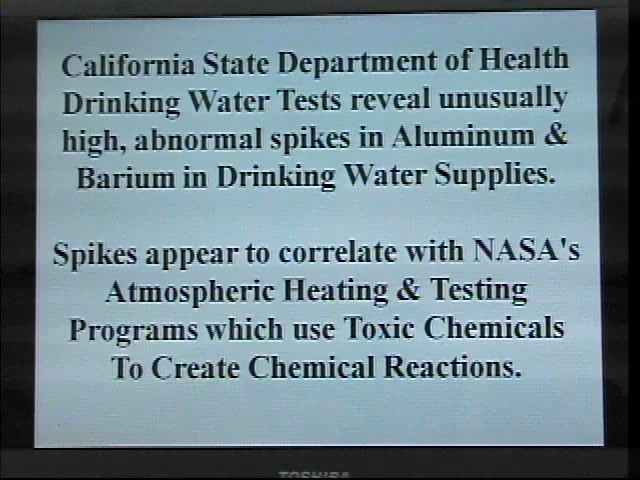 California State Department of Health
Drinking Water Tests reveal unusually
high, abnormal spikes in Aluminum &
Barium in Drinking Water Supplies.
Spikes appear to correlate with NASA's
Atmospheric Heating & Testing
Programs which use Toxic Chemicals
To Create Chemical Reactions.
TOSHIBA